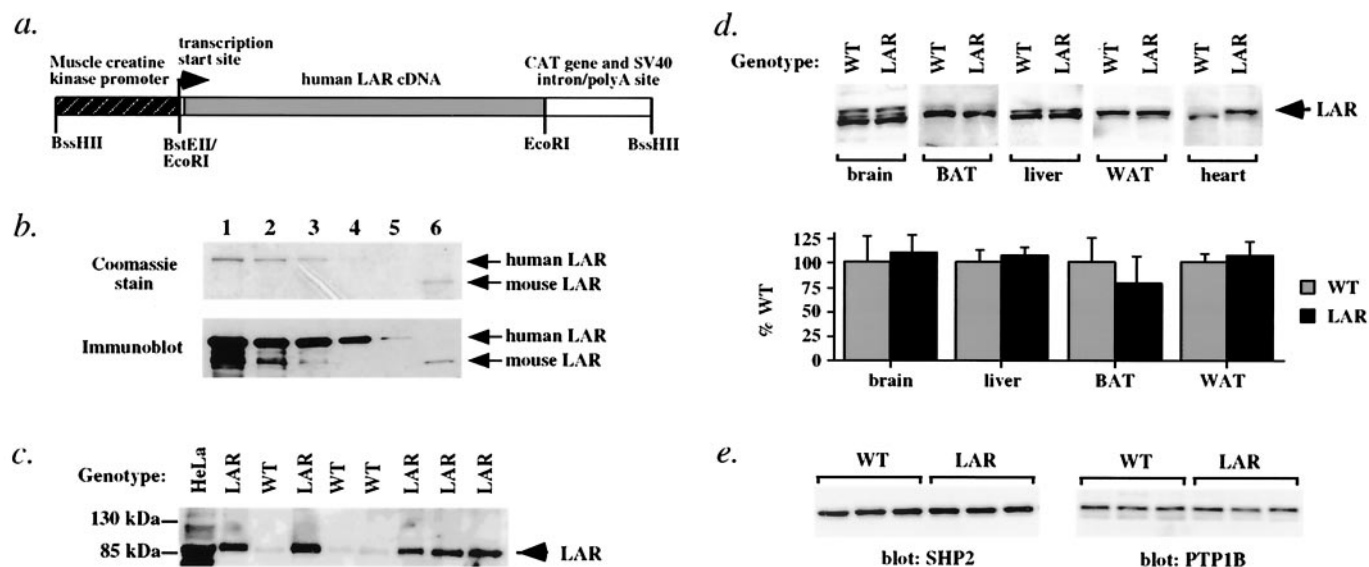 a.
Muscle creatine
kinase promoter
transcription
start site
human LAR cDNA
CAT gene and SV40
intron/polyA site
BssHII
BstEII/
EcoRI
EcoRI
BssHII
b.
1 2 3 4 5 6
Coomassie
stain
human LAR
mouse LAR
Immunoblot
human LAR
mouse LAR
c.
Genotype:
HeLa LAR WT LAR WT WT LAR LAR LAR
130 kDa
85 kDa
LAR
d.
Genotype:
WT LAR WT LAR WT LAR WT LAR WT LAR
LAR
brain BAT liver WAT heart
% WT
125
100
75
50
25
0
brain liver BAT WAT
WT
LAR
e.
WT LAR WT LAR
blot: SHP2 blot: PTP1B